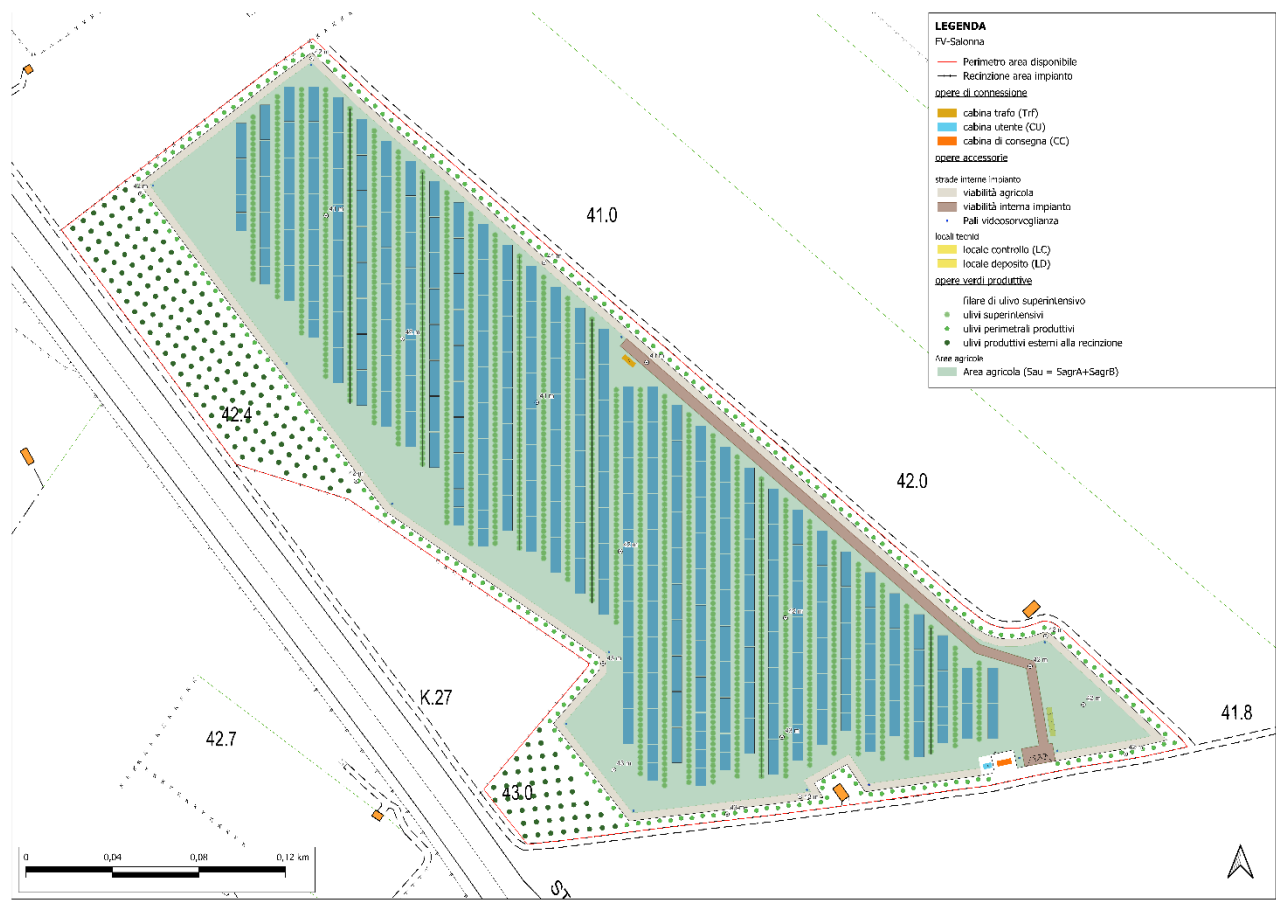 LEGENDA
FV-Salonna
Perimetro area disponibile
Recinzione area impianto
opere di connessione
cabina trafo (Trf)
cabina utente (CU)
cabina di consegna (CC)
opere accessorie
strade interne impianto
viabilità agricola
viabilità interna impianto
Pali videosorveglianza
locali tecnici
locale controllo (LC)
locale deposito (LD)
opere verdi produttive
filare di ulivo superintensivo
ulivi superintensivi
ulivi perimetrali produttivi
ulivi produttivi esterni alla recinzione
Aree agricole
Area agricola (Sau = SagrA+SagrB)
41.0
42.4
42.0
K.27
42.7
41.8
43.0
0 0,04 0,08 0,12 km
ST